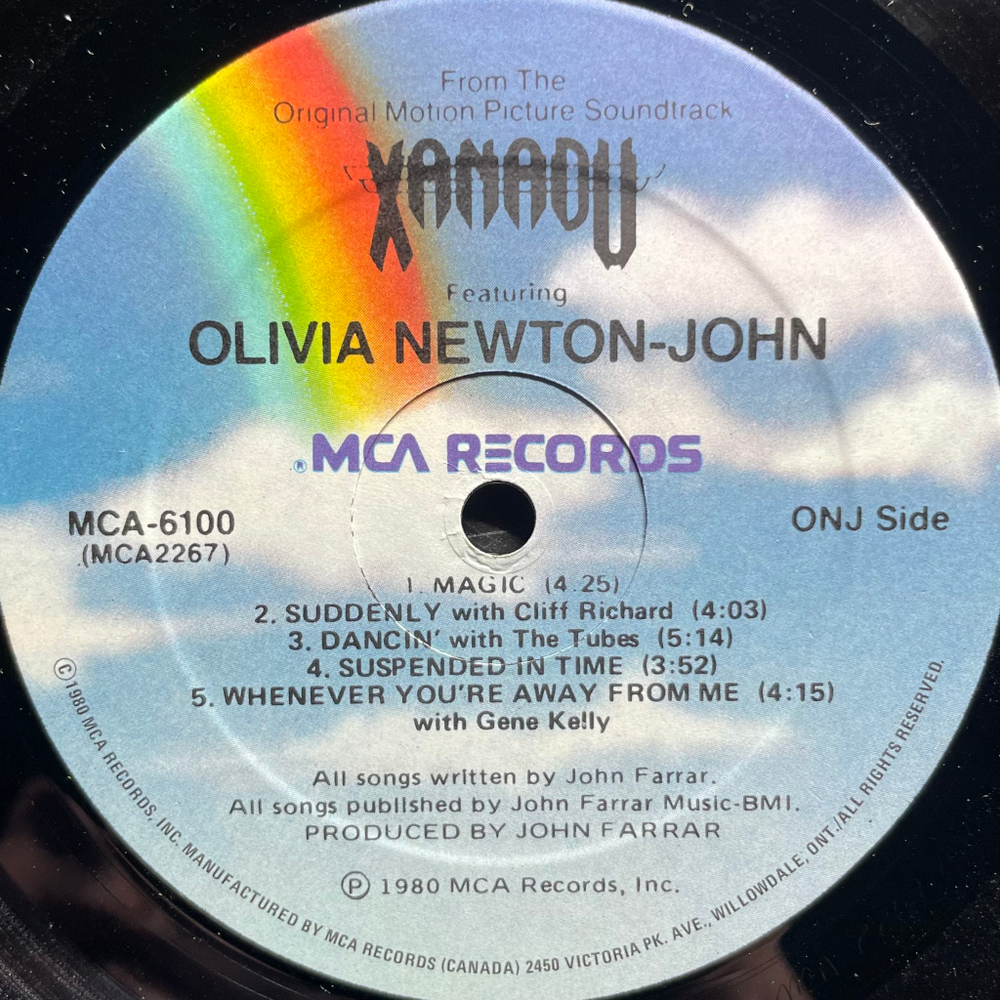 From The
Original Motion Picture Soundtrack
XANADU
Featuring
OLIVIA NEWTON-JOHN
®MCA RECORDS
MCA-6100
(MCA2267)
ONJ Side
1. MAGIC (4:25)
2. SUDDENLY with Cliff Richard (4:03)
3. DANCIN' with The Tubes (5:14)
4. SUSPENDED IN TIME (3:52)
5. WHENEVER YOU'RE AWAY FROM ME (4:15)
with Gene Kelly
All songs written by John Farrar.
All songs published by John Farrar Music-BMI.
PRODUCED BY JOHN FARRAR
Ⓟ 1980 MCA Records, Inc.
©1980 MCA RECORDS, INC. MANUFACTURED BY MCA RECORDS (CANADA) 2450 VICTORIA PK. AVE., WILLOWDALE, ONT./ALL RIGHTS RESERVED.